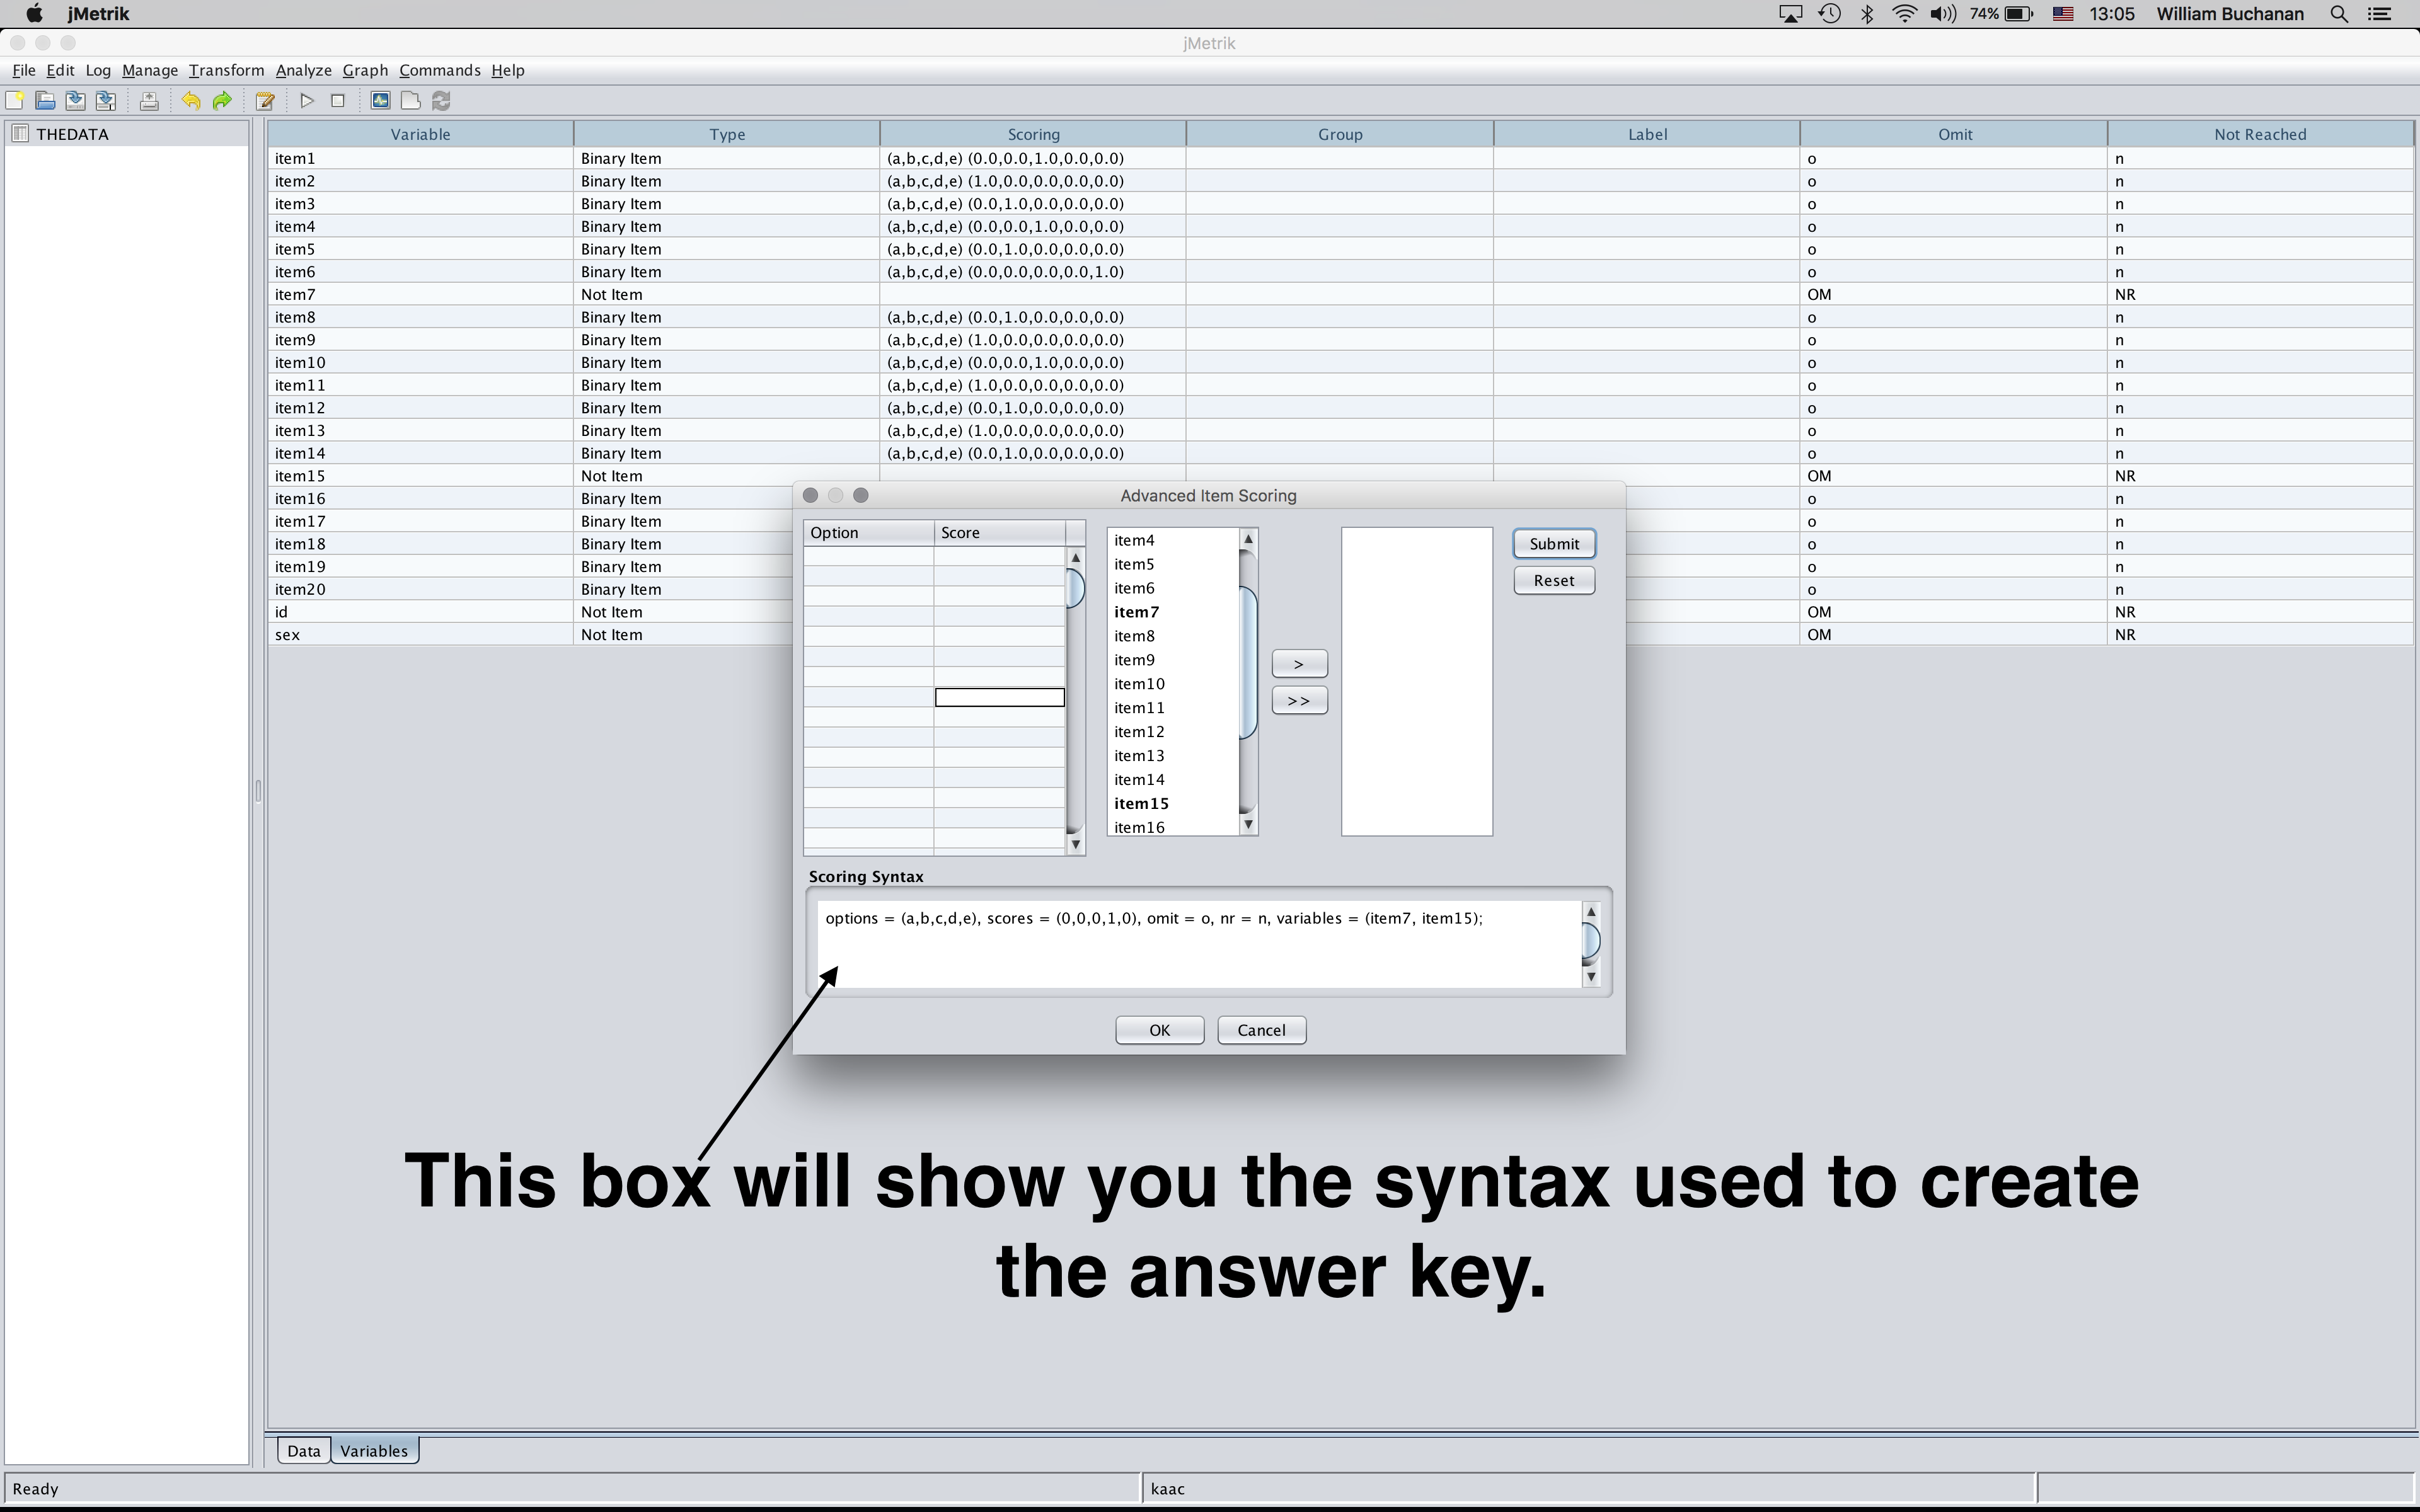 jMetrik 74% 13:05 William Buchanan
jMetrik
File Edit Log Manage Transform Analyze Graph Commands Help
THEDATA
Variable Type Scoring Group Label Omit Not Reached
item1 Binary Item (a,b,c,d,e) (0.0,0.0,1.0,0.0,0.0) o n
item2 Binary Item (a,b,c,d,e) (1.0,0.0,0.0,0.0,0.0) o n
item3 Binary Item (a,b,c,d,e) (0.0,1.0,0.0,0.0,0.0) o n
item4 Binary Item (a,b,c,d,e) (0.0,0.0,1.0,0.0,0.0) o n
item5 Binary Item (a,b,c,d,e) (0.0,1.0,0.0,0.0,0.0) o n
item6 Binary Item (a,b,c,d,e) (0.0,0.0,0.0,0.0,1.0) o n
item7 Not Item OM NR
item8 Binary Item (a,b,c,d,e) (0.0,1.0,0.0,0.0,0.0) o n
item9 Binary Item (a,b,c,d,e) (1.0,0.0,0.0,0.0,0.0) o n
item10 Binary Item (a,b,c,d,e) (0.0,0.0,1.0,0.0,0.0) o n
item11 Binary Item (a,b,c,d,e) (1.0,0.0,0.0,0.0,0.0) o n
item12 Binary Item (a,b,c,d,e) (0.0,1.0,0.0,0.0,0.0) o n
item13 Binary Item (a,b,c,d,e) (1.0,0.0,0.0,0.0,0.0) o n
item14 Binary Item (a,b,c,d,e) (0.0,1.0,0.0,0.0,0.0) o n
item15 Not Item OM NR
item16 Binary Item o n
item17 Binary Item o n
item18 Binary Item o n
item19 Binary Item o n
item20 Binary Item o n
id Not Item OM NR
sex Not Item OM NR
Advanced Item Scoring
Option Score
item4
item5
item6
item7
item8
item9
item10
item11
item12
item13
item14
item15
item16
>
>>
Submit
Reset
Scoring Syntax
options = (a,b,c,d,e), scores = (0,0,0,1,0), omit = o, nr = n, variables = (item7, item15);
OK Cancel
This box will show you the syntax used to create
the answer key.
Data Variables
Ready kaac